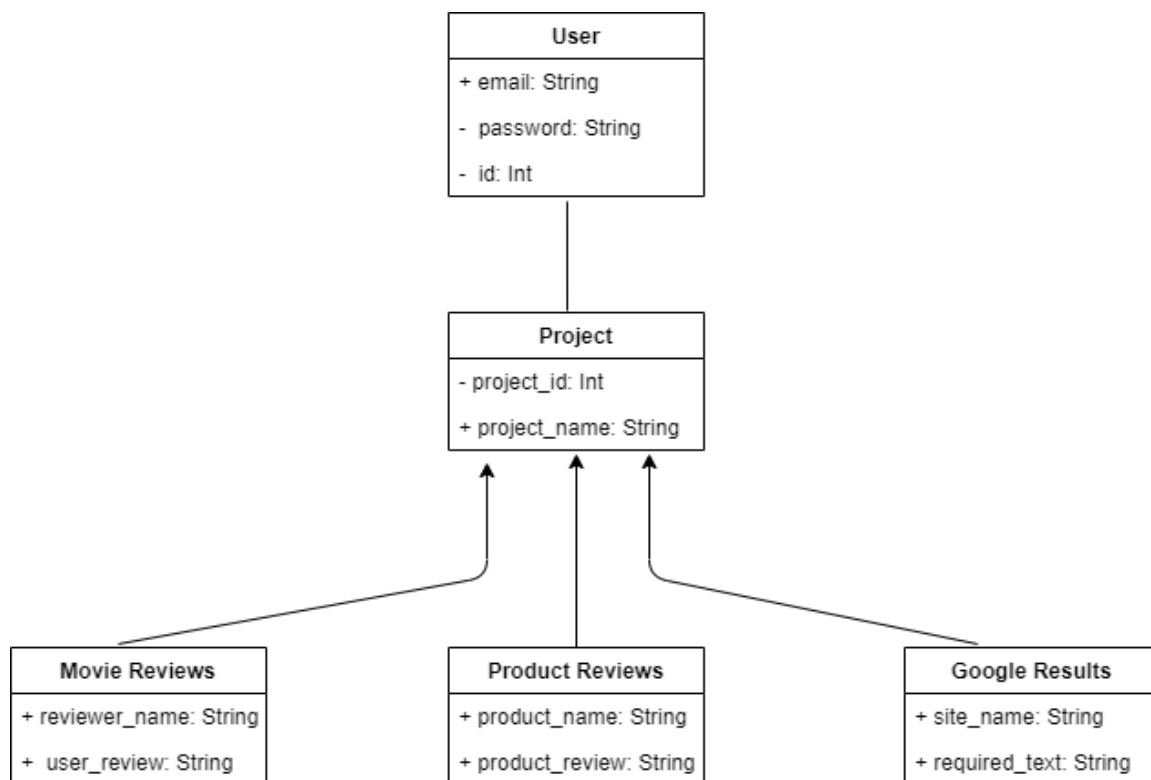 User
+ email: String
- password: String
- id: Int
Project
- project_id: Int
+ project_name: String
Movie Reviews
+ reviewer_name: String
+ user_review: String
Product Reviews
+ product_name: String
+ product_review: String
Google Results
+ site_name: String
+ required_text: String